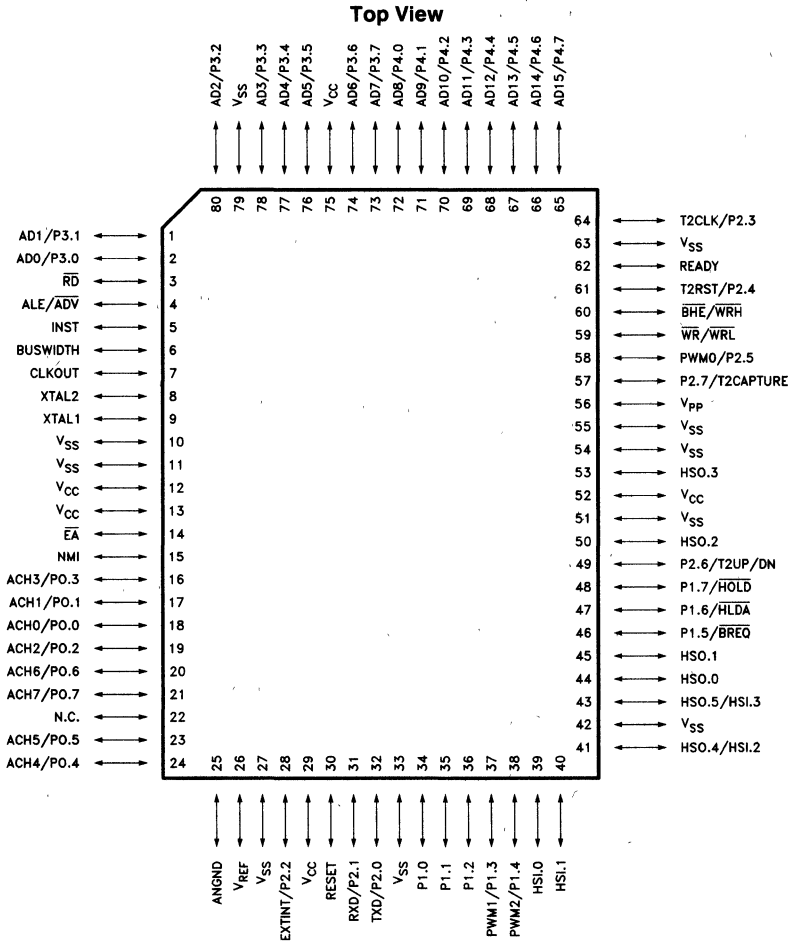 Top View
AD2/P3.2
VSS
AD3/P3.3
AD4/P3.4
AD5/P3.5
VCC
AD6/P3.6
AD7/P3.7
AD8/P4.0
AD9/P4.1
AD10/P4.2
AD11/P4.3
AD12/P4.4
AD13/P4.5
AD14/P4.6
AD15/P4.7
80 79 78 77 76 75 74 73 72 71 70 69 68 67 66 65
AD1/P3.1 1
AD0/P3.0 2
R̅D̅ 3
ALE/A̅D̅V̅ 4
INST 5
BUSWIDTH 6
CLKOUT 7
XTAL2 8
XTAL1 9
VSS 10
VSS 11
VCC 12
VCC 13
E̅A̅ 14
NMI 15
ACH3/P0.3 16
ACH1/P0.1 17
ACH0/P0.0 18
ACH2/P0.2 19
ACH6/P0.6 20
ACH7/P0.7 21
N.C. 22
ACH5/P0.5 23
ACH4/P0.4 24
64 T2CLK/P2.3
63 VSS
62 READY
61 T2RST/P2.4
60 B̅H̅E̅/W̅R̅H̅
59 W̅R̅/W̅R̅L̅
58 PWM0/P2.5
57 P2.7/T2CAPTURE
56 VPP
55 VSS
54 VSS
53 HSO.3
52 VCC
51 VSS
50 HSO.2
49 P2.6/T2UP/DN
48 P1.7/H̅O̅L̅D̅
47 P1.6/H̅L̅D̅A̅
46 P1.5/B̅R̅E̅Q̅
45 HSO.1
44 HSO.0
43 HSO.5/HSI.3
42 VSS
41 HSO.4/HSI.2
25 26 27 28 29 30 31 32 33 34 35 36 37 38 39 40
ANGND
VREF
VSS
EXTINT/P2.2
VCC
RESET
RXD/P2.1
TXD/P2.0
VSS
P1.0
P1.1
P1.2
PWM1/P1.3
PWM2/P1.4
HSI.0
HSI.1